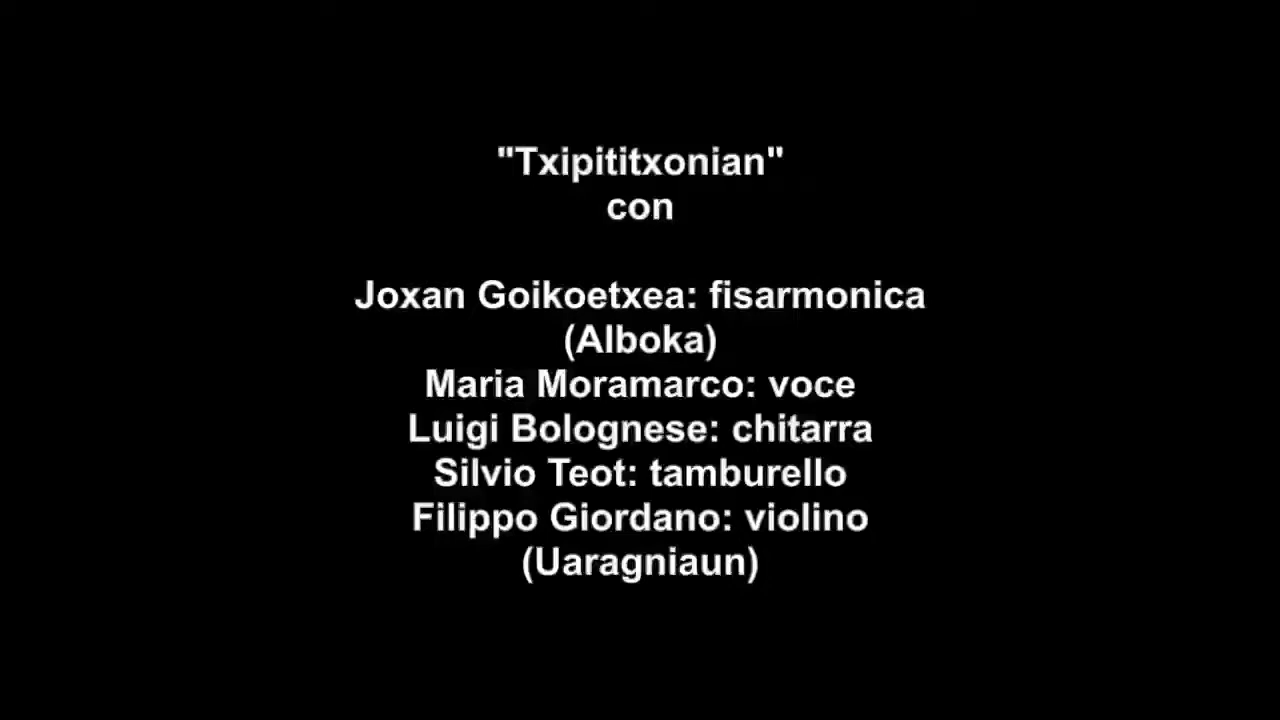 "Txipititxonian"
con
Joxan Goikoetxea: fisarmonica
(Alboka)
Maria Moramarco: voce
Luigi Bolognese: chitarra
Silvio Teot: tamburello
Filippo Giordano: violino
(Uaragniaun)